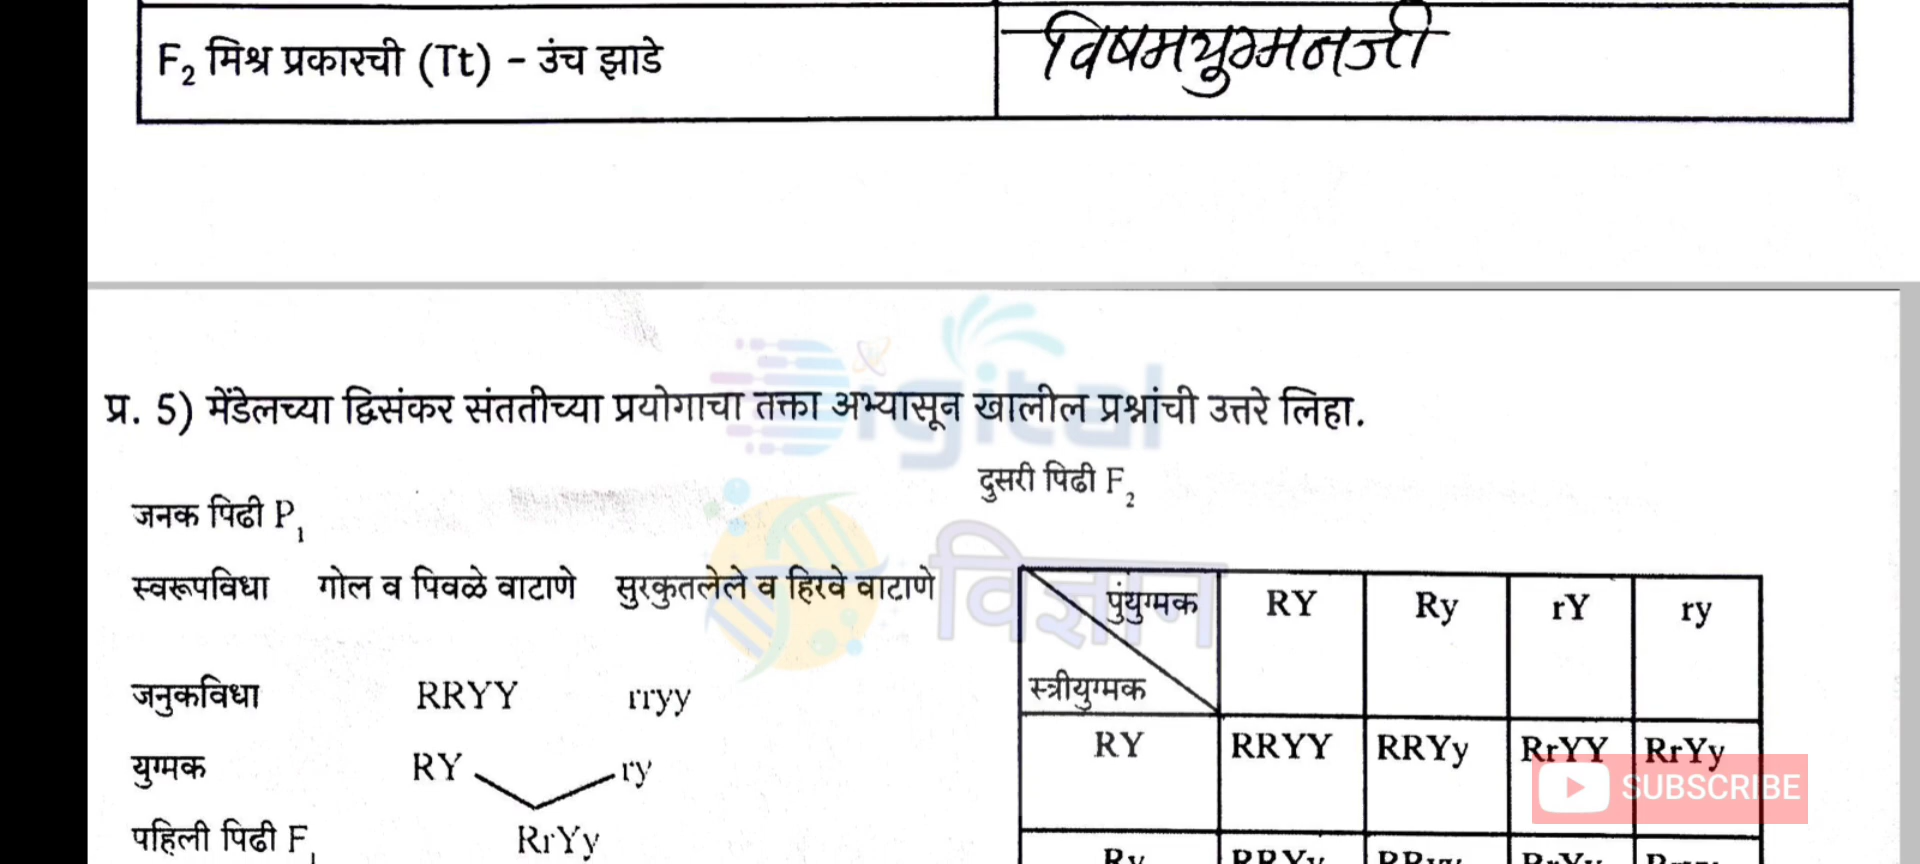 F₂ मिश्र प्रकारची (Tt) - उंच झाडे विषमयुग्मनजी
Digital
विज्ञान
प्र. 5) मेंडेलच्या द्विसंकर संततीच्या प्रयोगाचा तक्ता अभ्यासून खालील प्रश्नांची उत्तरे लिहा.
दुसरी पिढी F₂
जनक पिढी P₁
स्वरूपविधा गोल व पिवळे वाटाणे सुरकुतलेले व हिरवे वाटाणे
पुंयुग्मक RY Ry rY ry
स्त्रीयुग्मक
जनुकविधा RRYY rryy
RY RRYY RRYy RrYY RrYy
युग्मक RY ry
SUBSCRIBE
पहिली पिढी F₁ RrYy